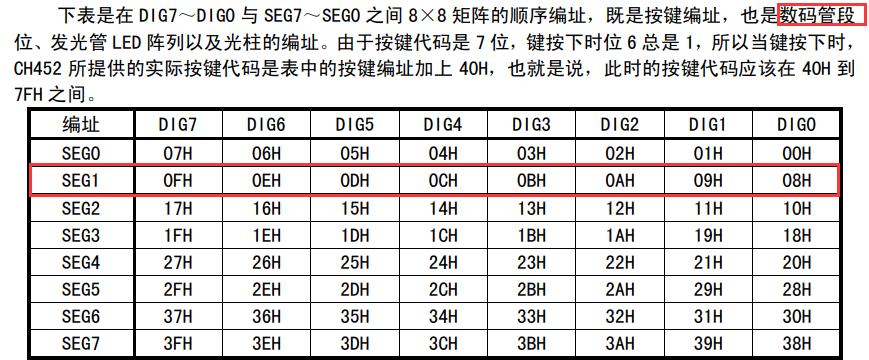 下表是在 DIG7～DIG0 与 SEG7～SEG0 之间 8×8 矩阵的顺序编址，既是按键编址，也是数码管段
位、发光管 LED 阵列以及光柱的编址。由于按键代码是 7 位，键按下时位 6 总是 1，所以当键按下时，
CH452 所提供的实际按键代码是表中的按键编址加上 40H，也就是说，此时的按键代码应该在 40H 到
7FH 之间。
编址 DIG7 DIG6 DIG5 DIG4 DIG3 DIG2 DIG1 DIG0
SEG0 07H 06H 05H 04H 03H 02H 01H 00H
SEG1 0FH 0EH 0DH 0CH 0BH 0AH 09H 08H
SEG2 17H 16H 15H 14H 13H 12H 11H 10H
SEG3 1FH 1EH 1DH 1CH 1BH 1AH 19H 18H
SEG4 27H 26H 25H 24H 23H 22H 21H 20H
SEG5 2FH 2EH 2DH 2CH 2BH 2AH 29H 28H
SEG6 37H 36H 35H 34H 33H 32H 31H 30H
SEG7 3FH 3EH 3DH 3CH 3BH 3AH 39H 38H